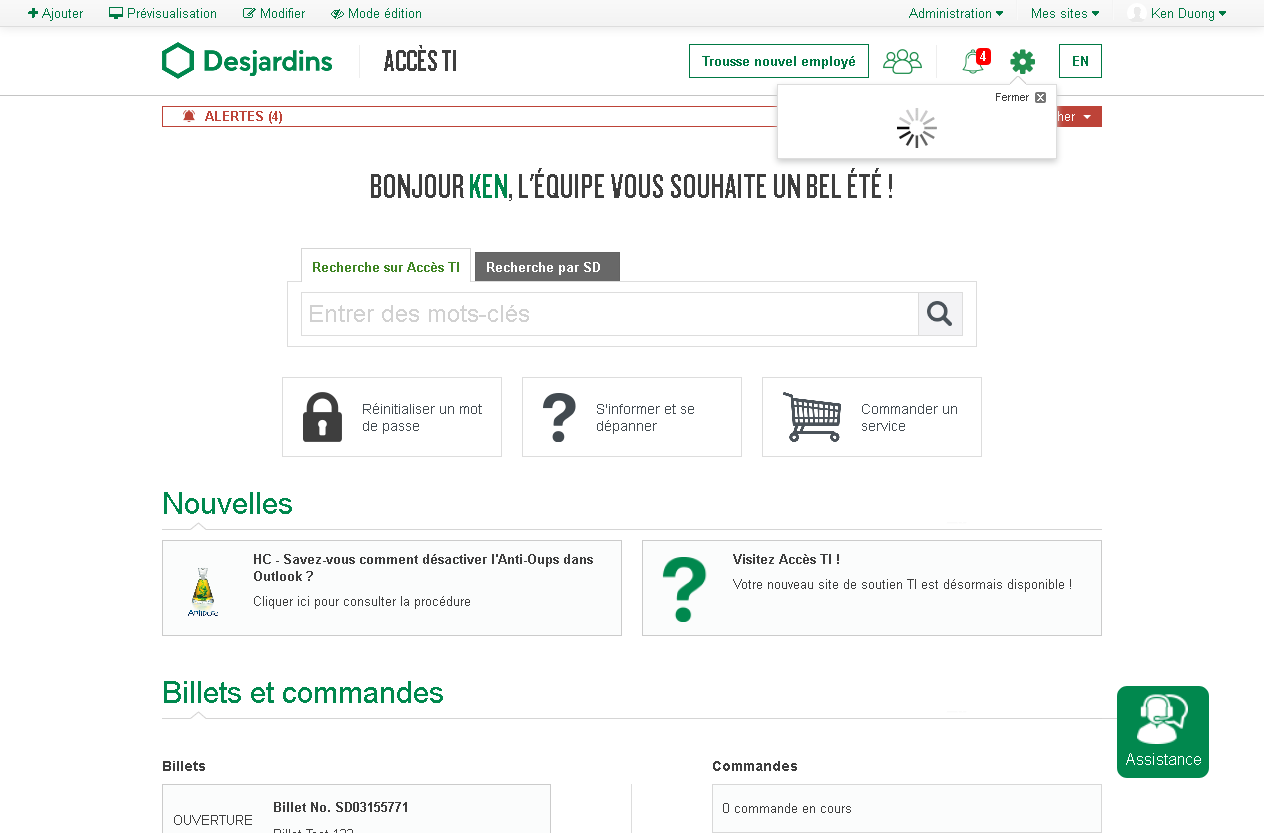 Ajouter Prévisualisation Modifier Mode édition Administration Mes sites Ken Duong
Desjardins ACCÈS TI Trousse nouvel employé 4 EN
Fermer
ALERTES (4)
BONJOUR KEN, L'ÉQUIPE VOUS SOUHAITE UN BEL ÉTÉ !
Recherche sur Accès TI Recherche par SD
Entrer des mots-clés
Réinitialiser un mot
de passe
S'informer et se
dépanner
Commander un
service
Nouvelles
HC - Savez-vous comment désactiver l'Anti-Oups dans
Outlook ?
Cliquer ici pour consulter la procédure
Antidote
Visitez Accès TI !
Votre nouveau site de soutien TI est désormais disponible !
Billets et commandes
Assistance
Billets
Billet No. SD03155771
OUVERTURE
Billet Test 123
Commandes
0 commande en cours